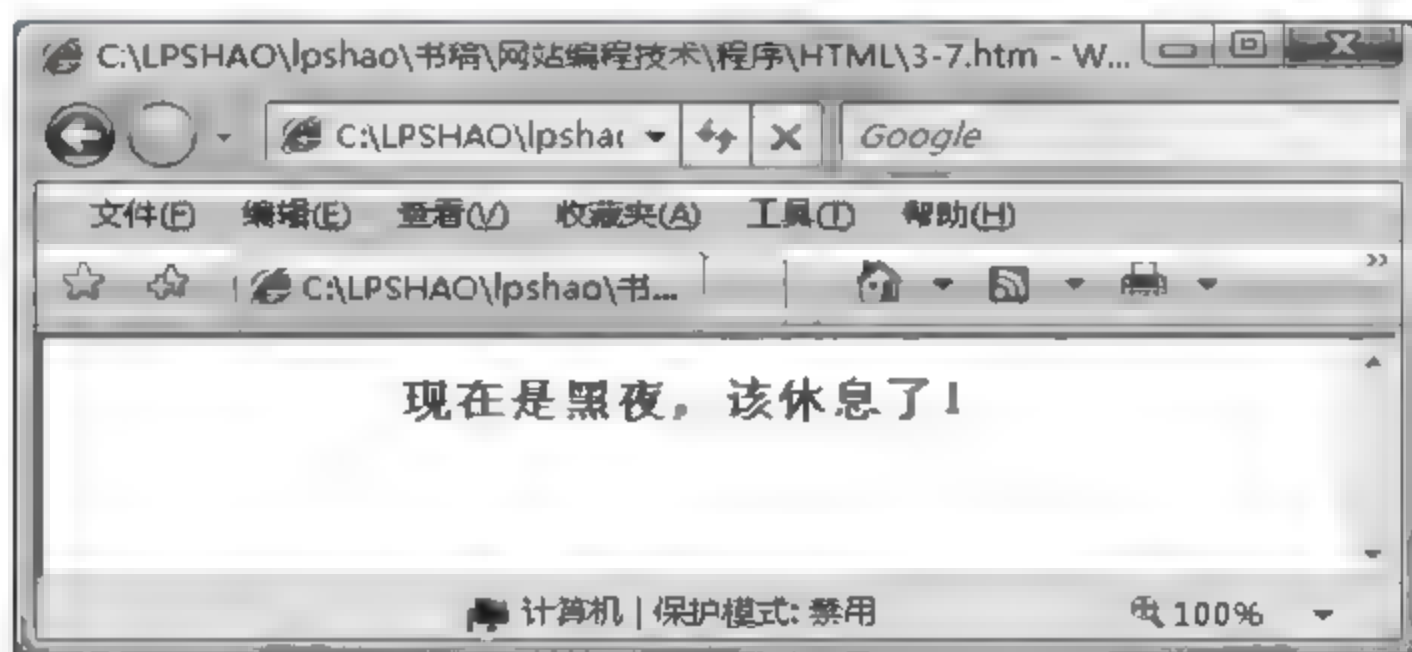 C:\LPSHAO\lpshao\书稿\网站编程技术\程序\HTML\3-7.htm - W...
C:\LPSHAO\lpshao
Google
文件(F) 编辑(E) 查看(V) 收藏夹(A) 工具(T) 帮助(H)
C:\LPSHAO\lpshao\书...
现在是黑夜，该休息了！
计算机 | 保护模式: 禁用 100%